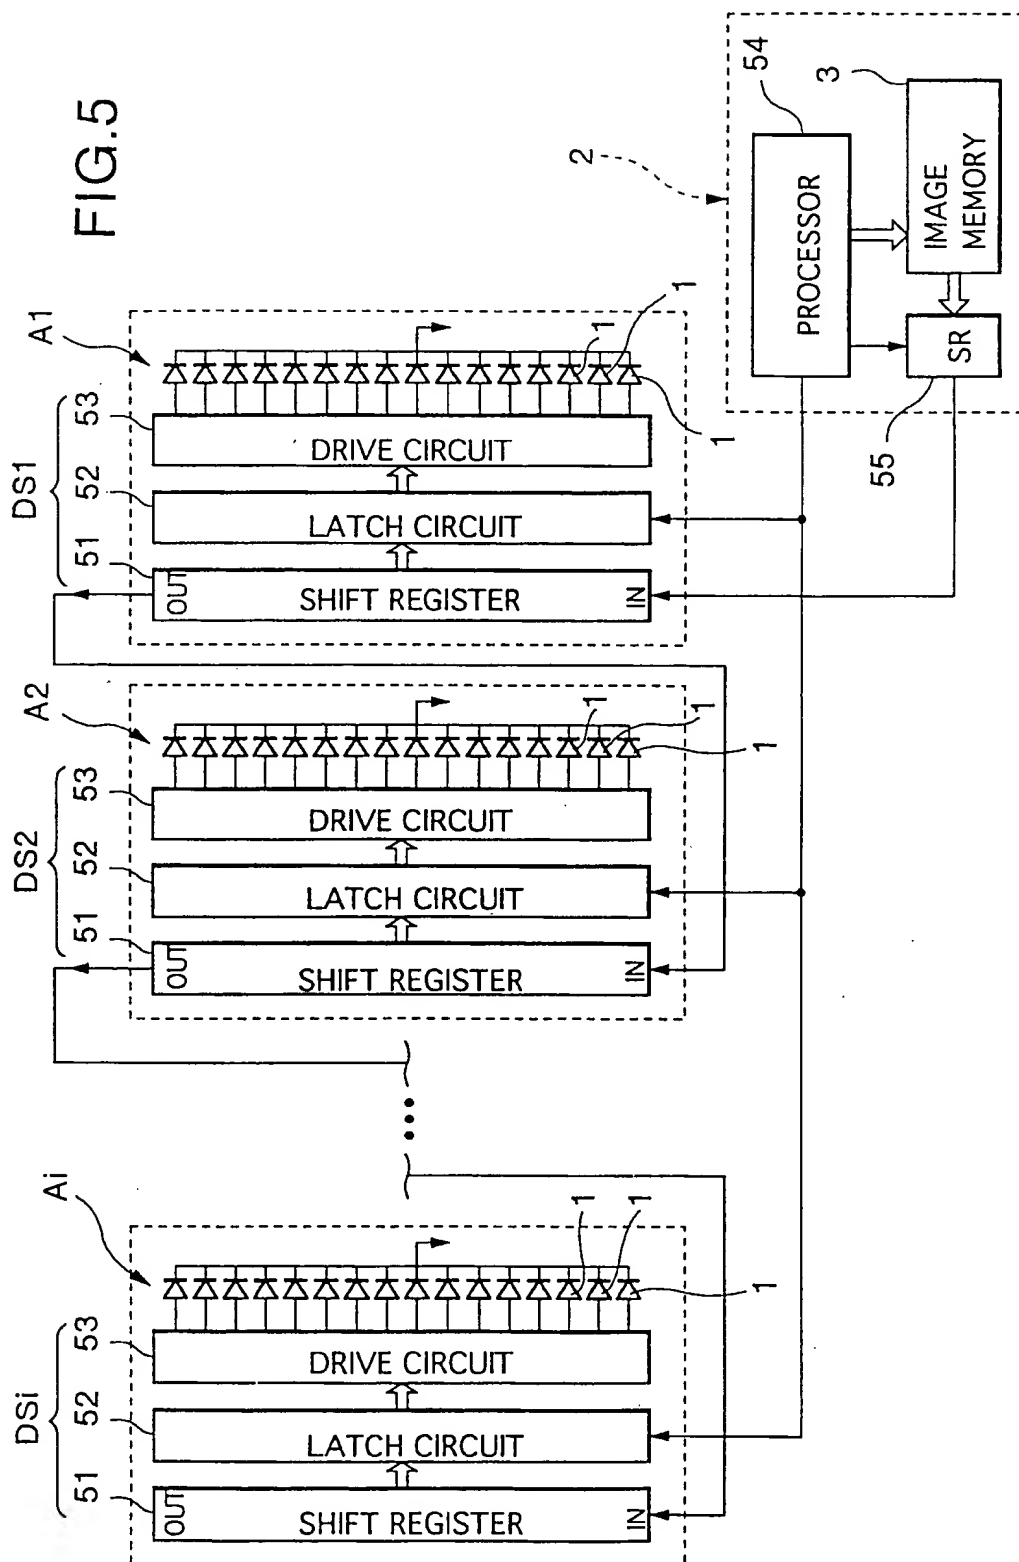 FIG.5
A1
DS1
51
52
53
OUT
SHIFT REGISTER
IN
LATCH CIRCUIT
DRIVE CIRCUIT
1
1
1
A2
DS2
51
52
53
OUT
SHIFT REGISTER
IN
LATCH CIRCUIT
DRIVE CIRCUIT
1
1
1
Ai
DSi
51
52
53
OUT
SHIFT REGISTER
IN
LATCH CIRCUIT
DRIVE CIRCUIT
1
1
1
2
54
PROCESSOR
3
IMAGE
MEMORY
SR
55